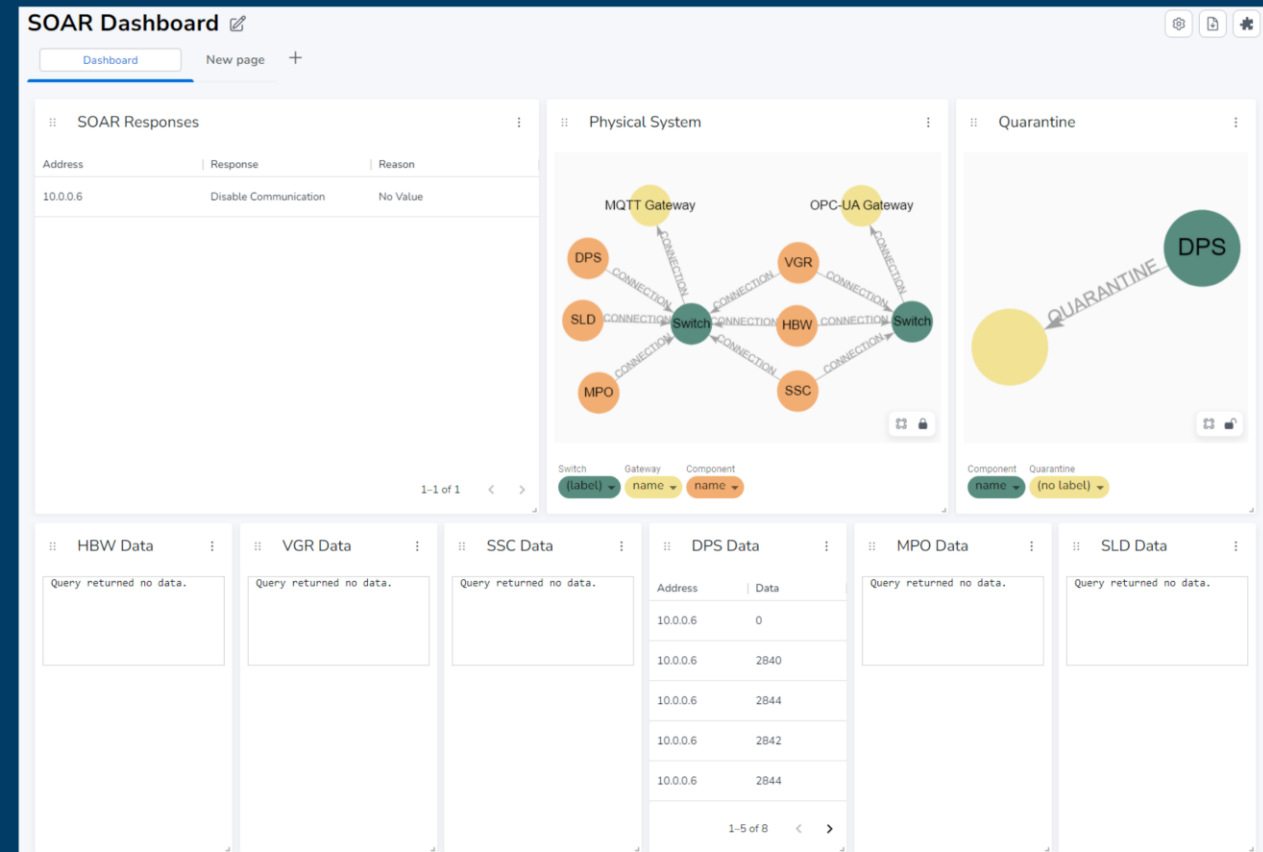 SOAR Dashboard
Dashboard
New page
SOAR Responses
Address Response Reason
10.0.0.6 Disable Communication No Value
1–1 of 1
Physical System
MQTT Gateway
OPC-UA Gateway
CONNECTION
CONNECTION
DPS
VGR
CONNECTION
CONNECTION
CONNECTION
SLD
CONNECTION
Switch
CONNECTION
HBW
CONNECTION
Switch
CONNECTION
CONNECTION
CONNECTION
MPO
SSC
Switch Gateway Component
(label) name name
Quarantine
DPS
QUARANTINE
Component Quarantine
name (no label)
HBW Data
Query returned no data.
VGR Data
Query returned no data.
SSC Data
Query returned no data.
DPS Data
Address Data
10.0.0.6 0
10.0.0.6 2840
10.0.0.6 2844
10.0.0.6 2842
10.0.0.6 2844
1–5 of 8
MPO Data
Query returned no data.
SLD Data
Query returned no data.